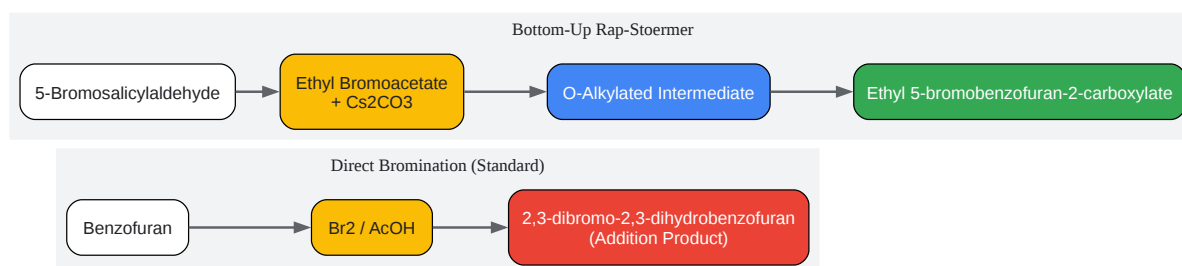 Bottom-Up Rap-Stoermer
5-Bromosalicylaldehyde
Ethyl Bromoacetate
+ Cs2CO3
O-Alkylated Intermediate
Ethyl 5-bromobenzofuran-2-carboxylate
Direct Bromination (Standard)
Benzofuran
Br2 / AcOH
2,3-dibromo-2,3-dihydrobenzofuran
(Addition Product)